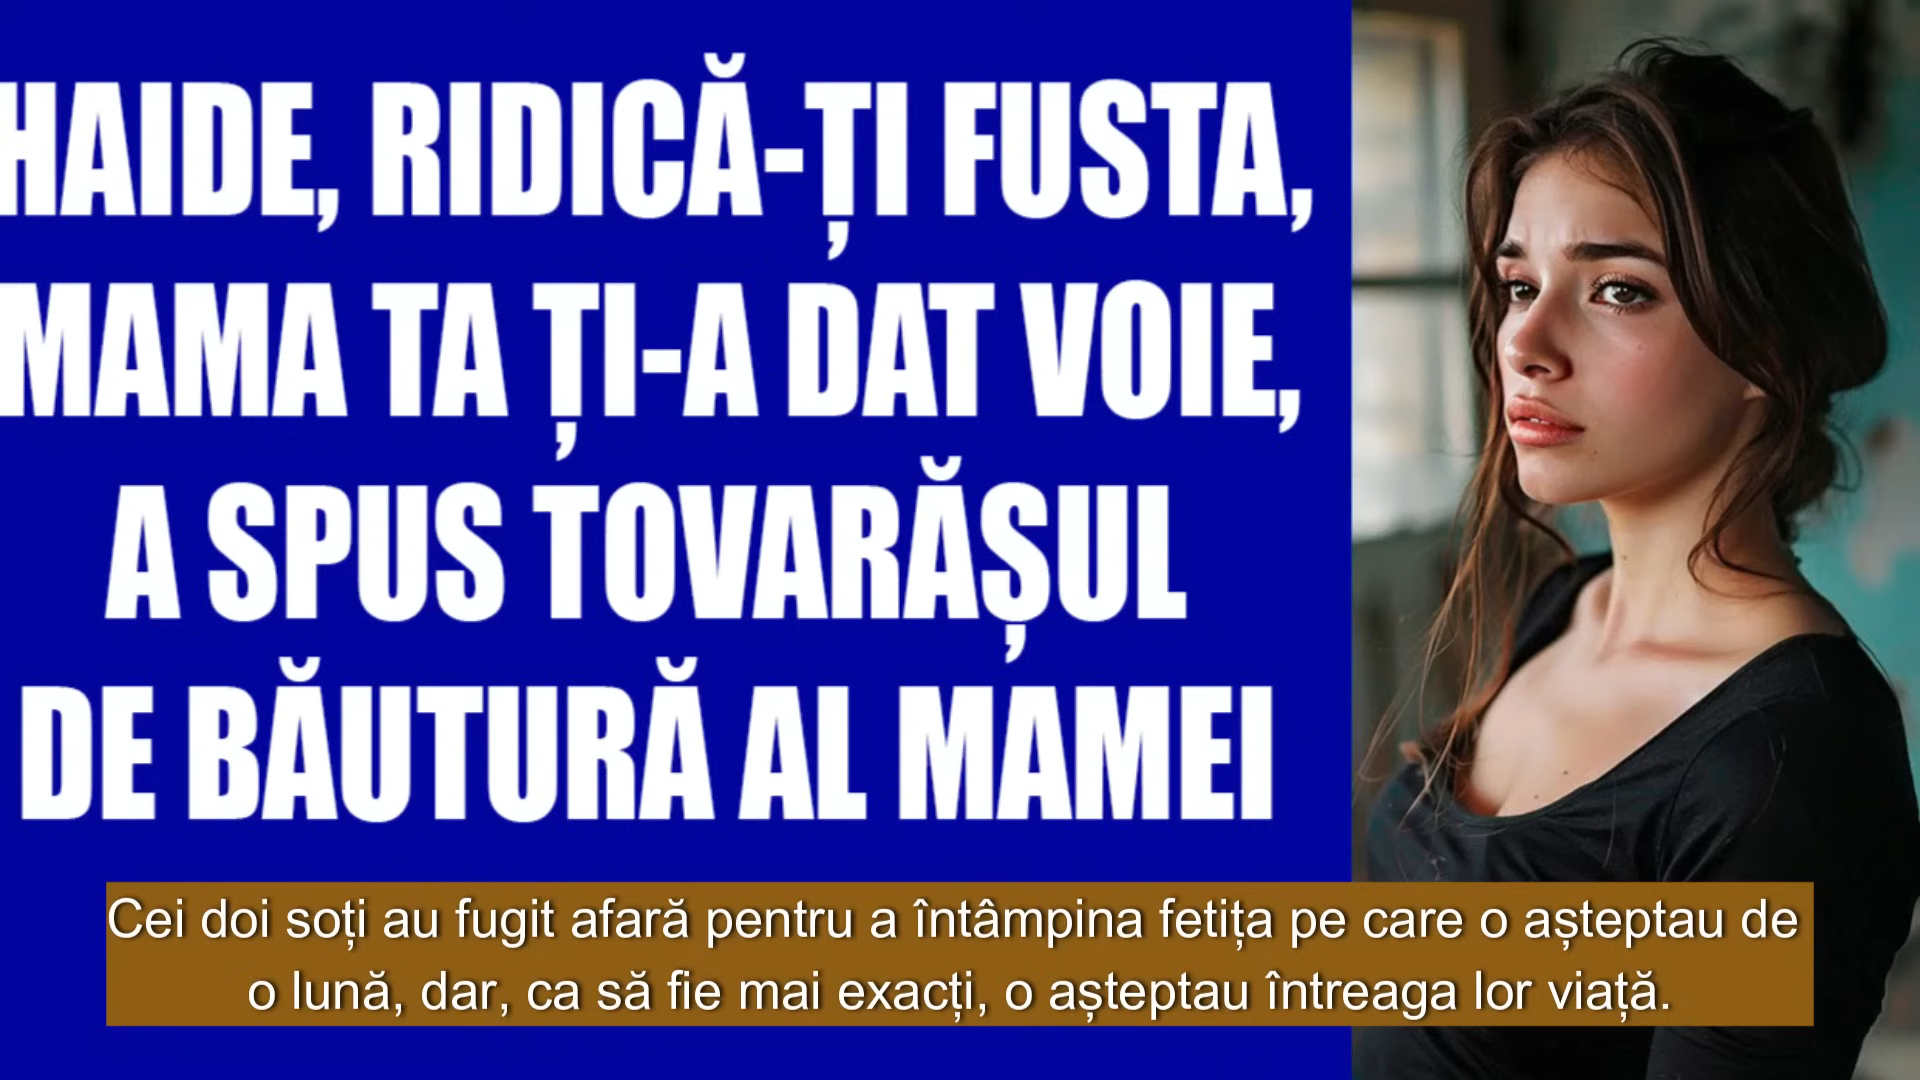 HAIDE, RIDICĂ-ȚI FUSTA,
MAMA TA ȚI-A DAT VOIE,
A SPUS TOVARĂȘUL
DE BĂUTURĂ AL MAMEI
Cei doi soți au fugit afară pentru a întâmpina fetița pe care o așteptau de
o lună, dar, ca să fie mai exacți, o așteptau întreaga lor viață.